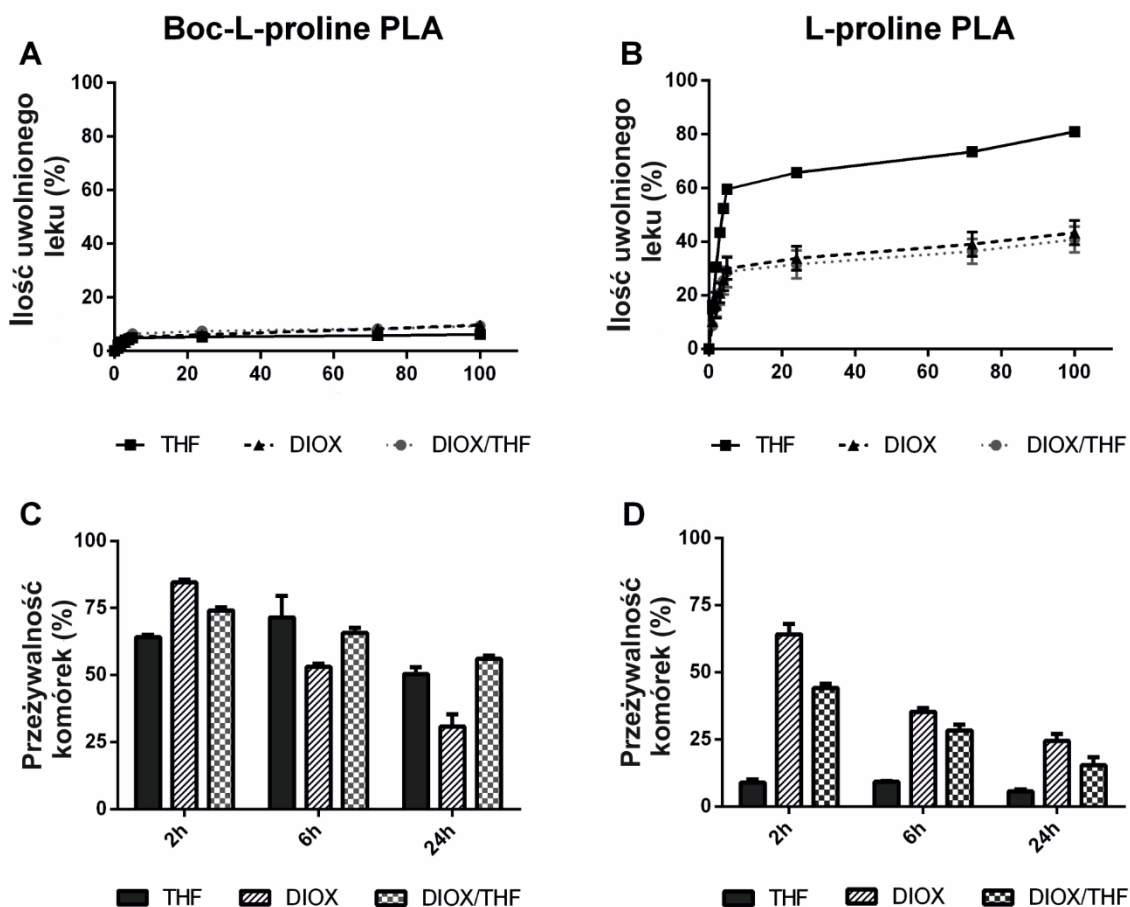 Boc-L-proline PLA
L-proline PLA
A
Ilość uwolnionego
leku (%)
100
80
60
40
20
0
0 20 40 60 80 100
THF DIOX DIOX/THF
B
Ilość uwolnionego
leku (%)
100
80
60
40
20
0
0 20 40 60 80 100
THF DIOX DIOX/THF
C
Przeżywalność
komórek (%)
100
75
50
25
0
2h 6h 24h
THF DIOX DIOX/THF
D
Przeżywalność
komórek (%)
100
75
50
25
0
2h 6h 24h
THF DIOX DIOX/THF